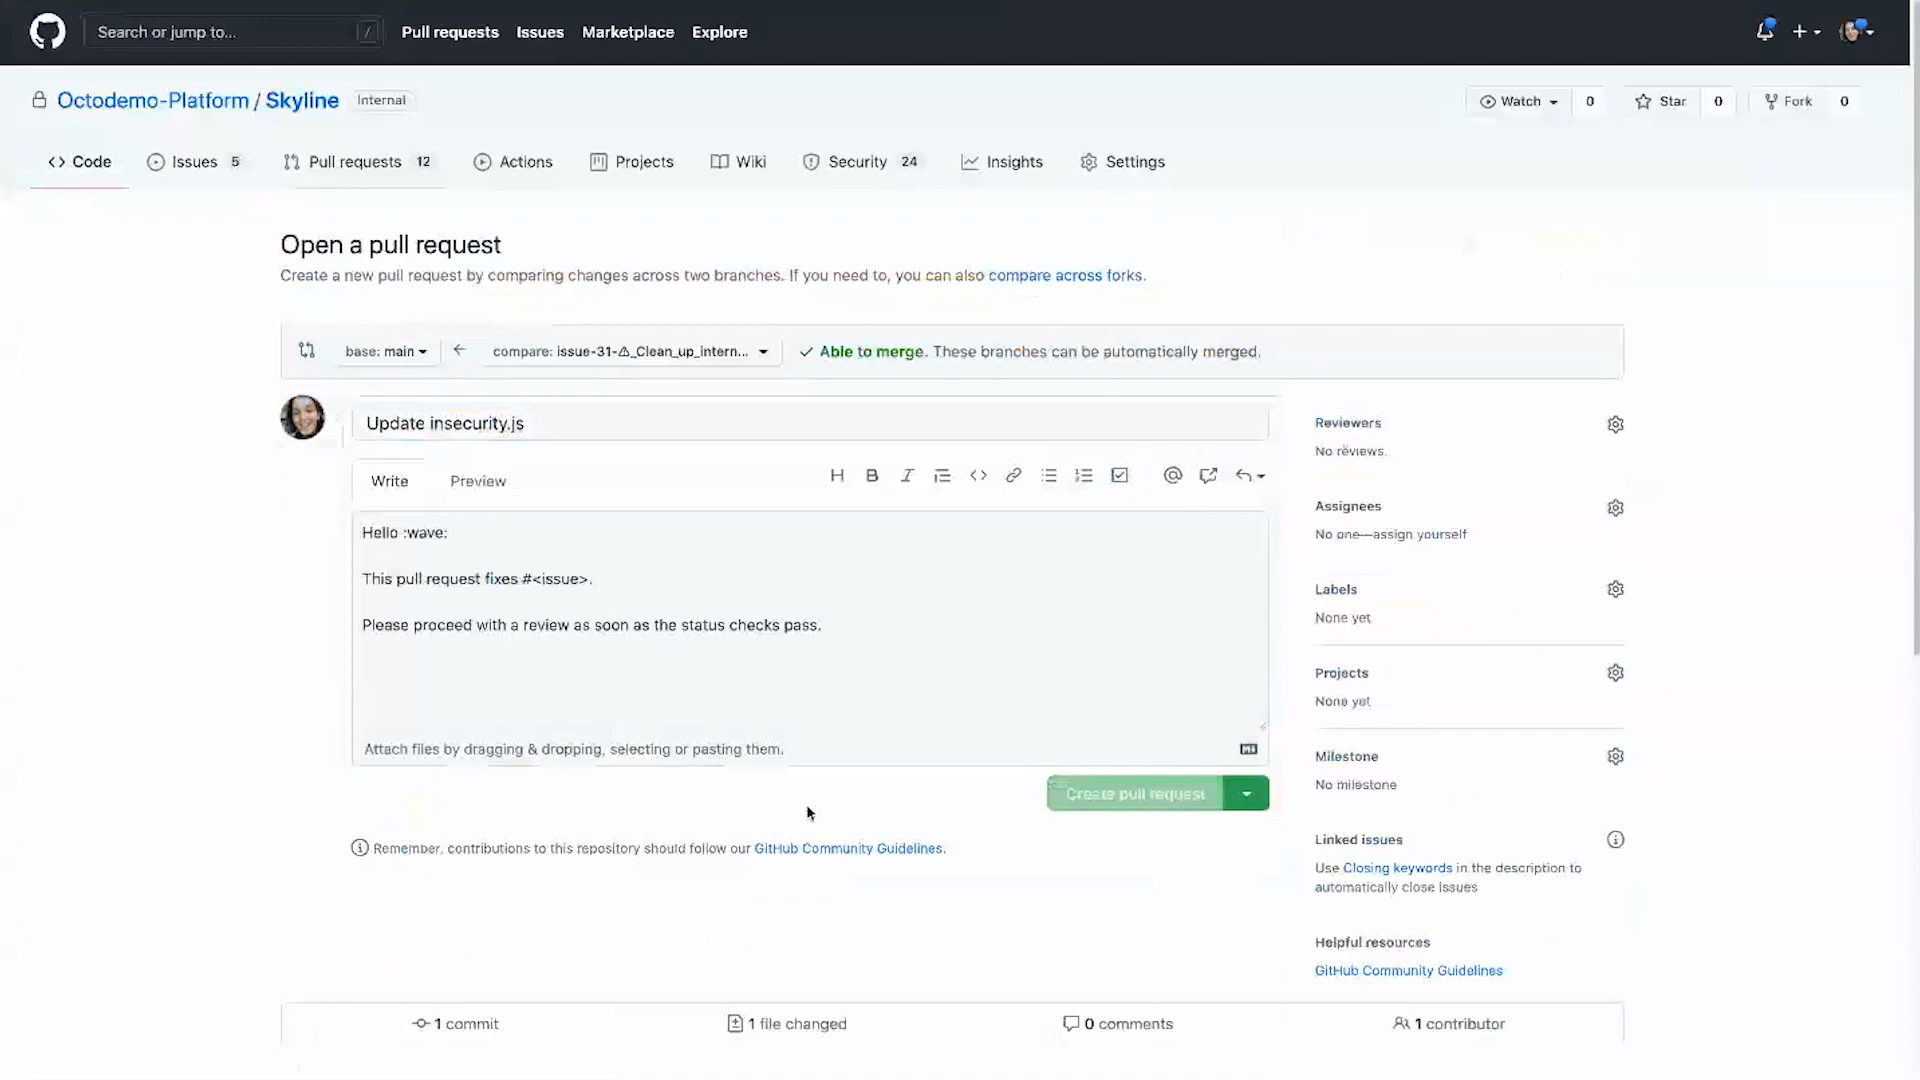 Search or jump to...
/
Pull requests
Issues
Marketplace
Explore
Octodemo-Platform / Skyline
Internal
Watch
0
Star
0
Fork
0
Code
Issues 5
Pull requests 12
Actions
Projects
Wiki
Security 24
Insights
Settings
Open a pull request
Create a new pull request by comparing changes across two branches. If you need to, you can also compare across forks.
base: main
compare: issue-31-⚠_Clean_up_intern...
Able to merge. These branches can be automatically merged.
Update insecurity.js
Write
Preview
Hello :wave:
This pull request fixes #<issue>.
Please proceed with a review as soon as the status checks pass.
Attach files by dragging & dropping, selecting or pasting them.
Create pull request
Remember, contributions to this repository should follow our GitHub Community Guidelines.
Reviewers
No reviews.
Assignees
No one—assign yourself
Labels
None yet
Projects
None yet
Milestone
No milestone
Linked issues
Use Closing keywords in the description to
automatically close issues
Helpful resources
GitHub Community Guidelines
1 commit
1 file changed
0 comments
1 contributor